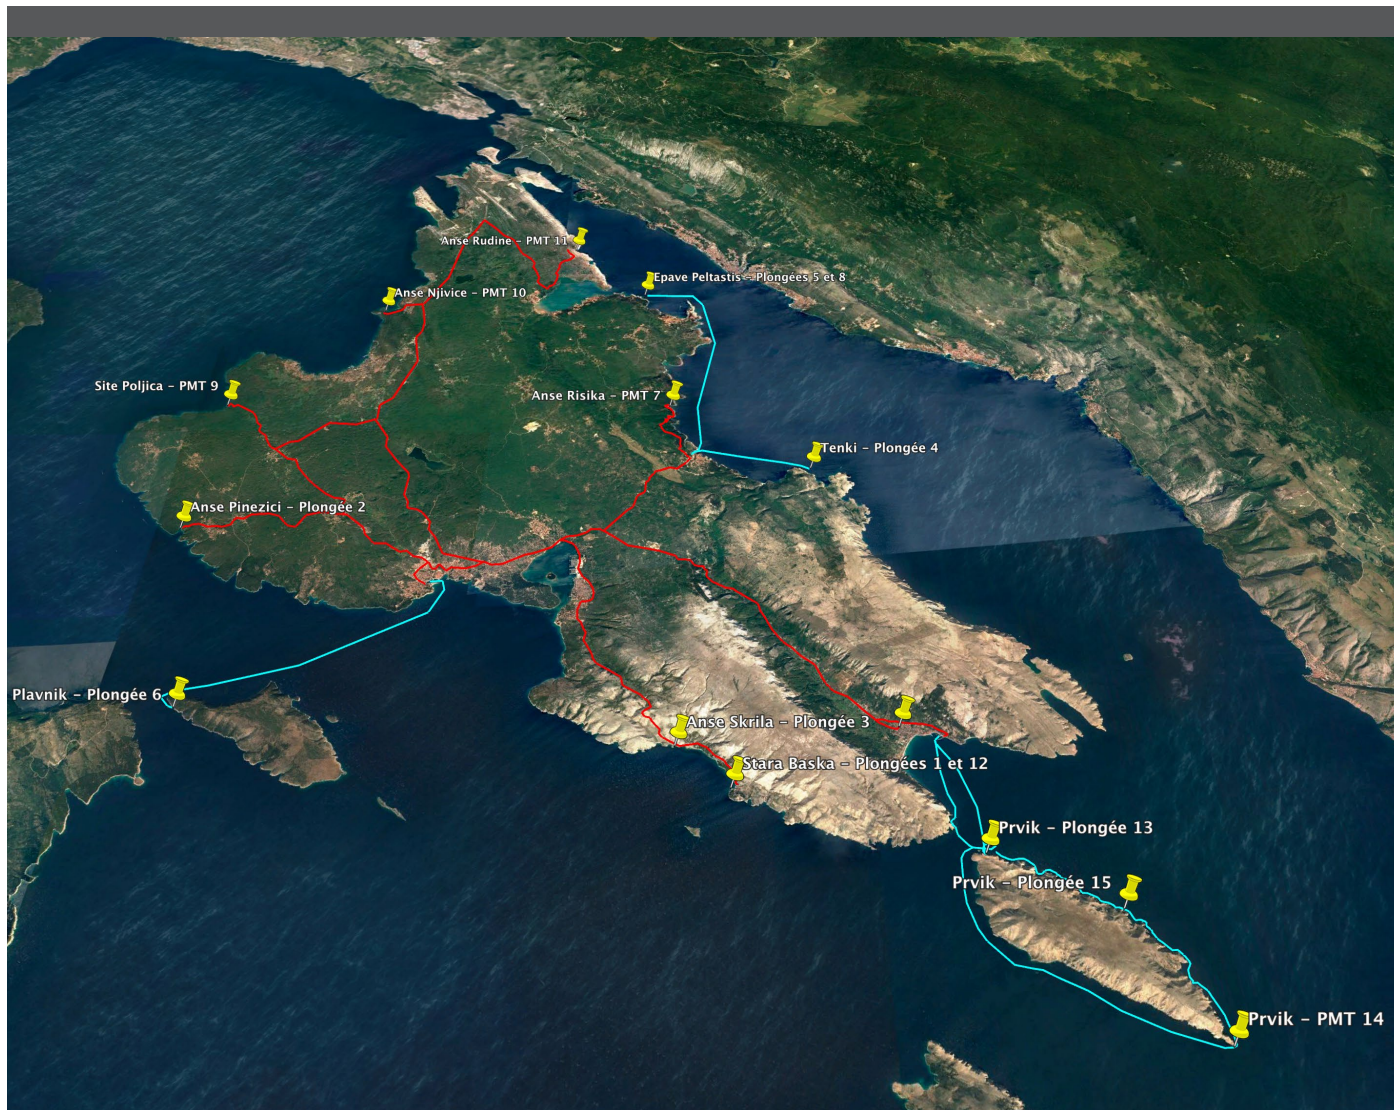 Anse Rudine - PMT 11
Epave Peltastis - Plongées 5 et 8
Anse Njivice - PMT 10
Site Poljica - PMT 9
Anse Risika - PMT 7
Tenki - Plongée 4
Anse Pinezici - Plongée 2
Plavnik - Plongée 6
Anse Skrila - Plongée 3
Stara Baska - Plongées 1 et 12
Prvik - Plongée 13
Prvik - Plongée 15
Prvik - PMT 14